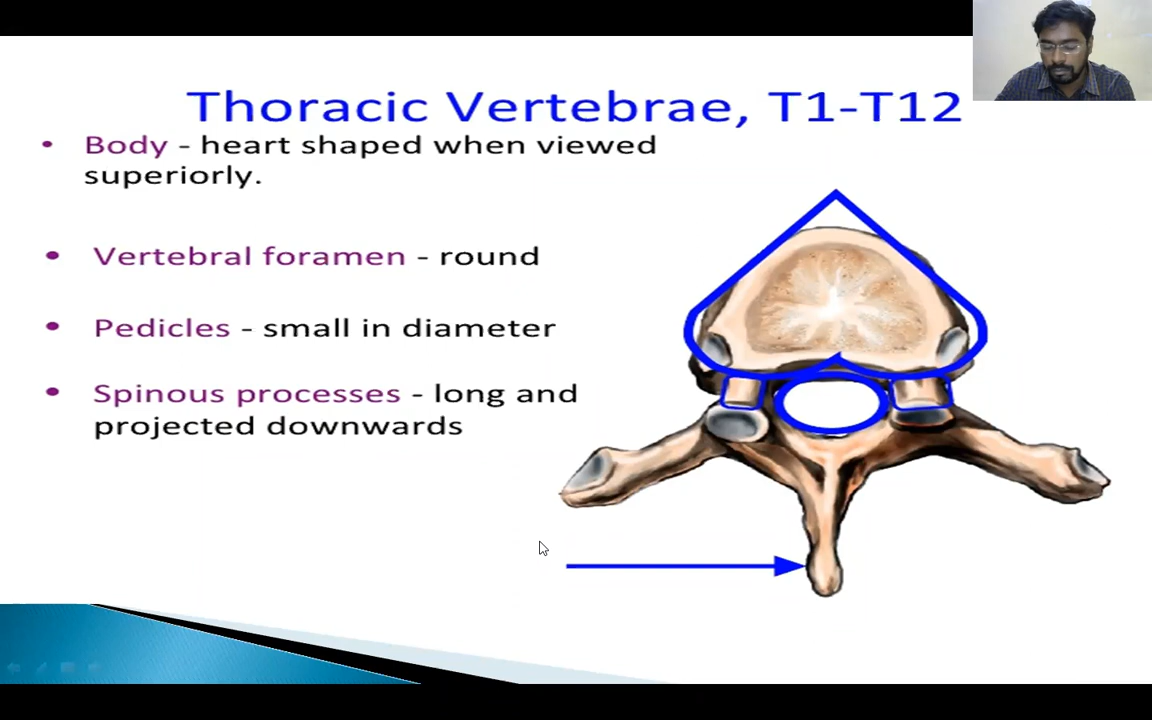 Thoracic Vertebrae, T1-T12
• Body - heart shaped when viewed
superiorly.
• Vertebral foramen - round
• Pedicles - small in diameter
• Spinous processes - long and
projected downwards